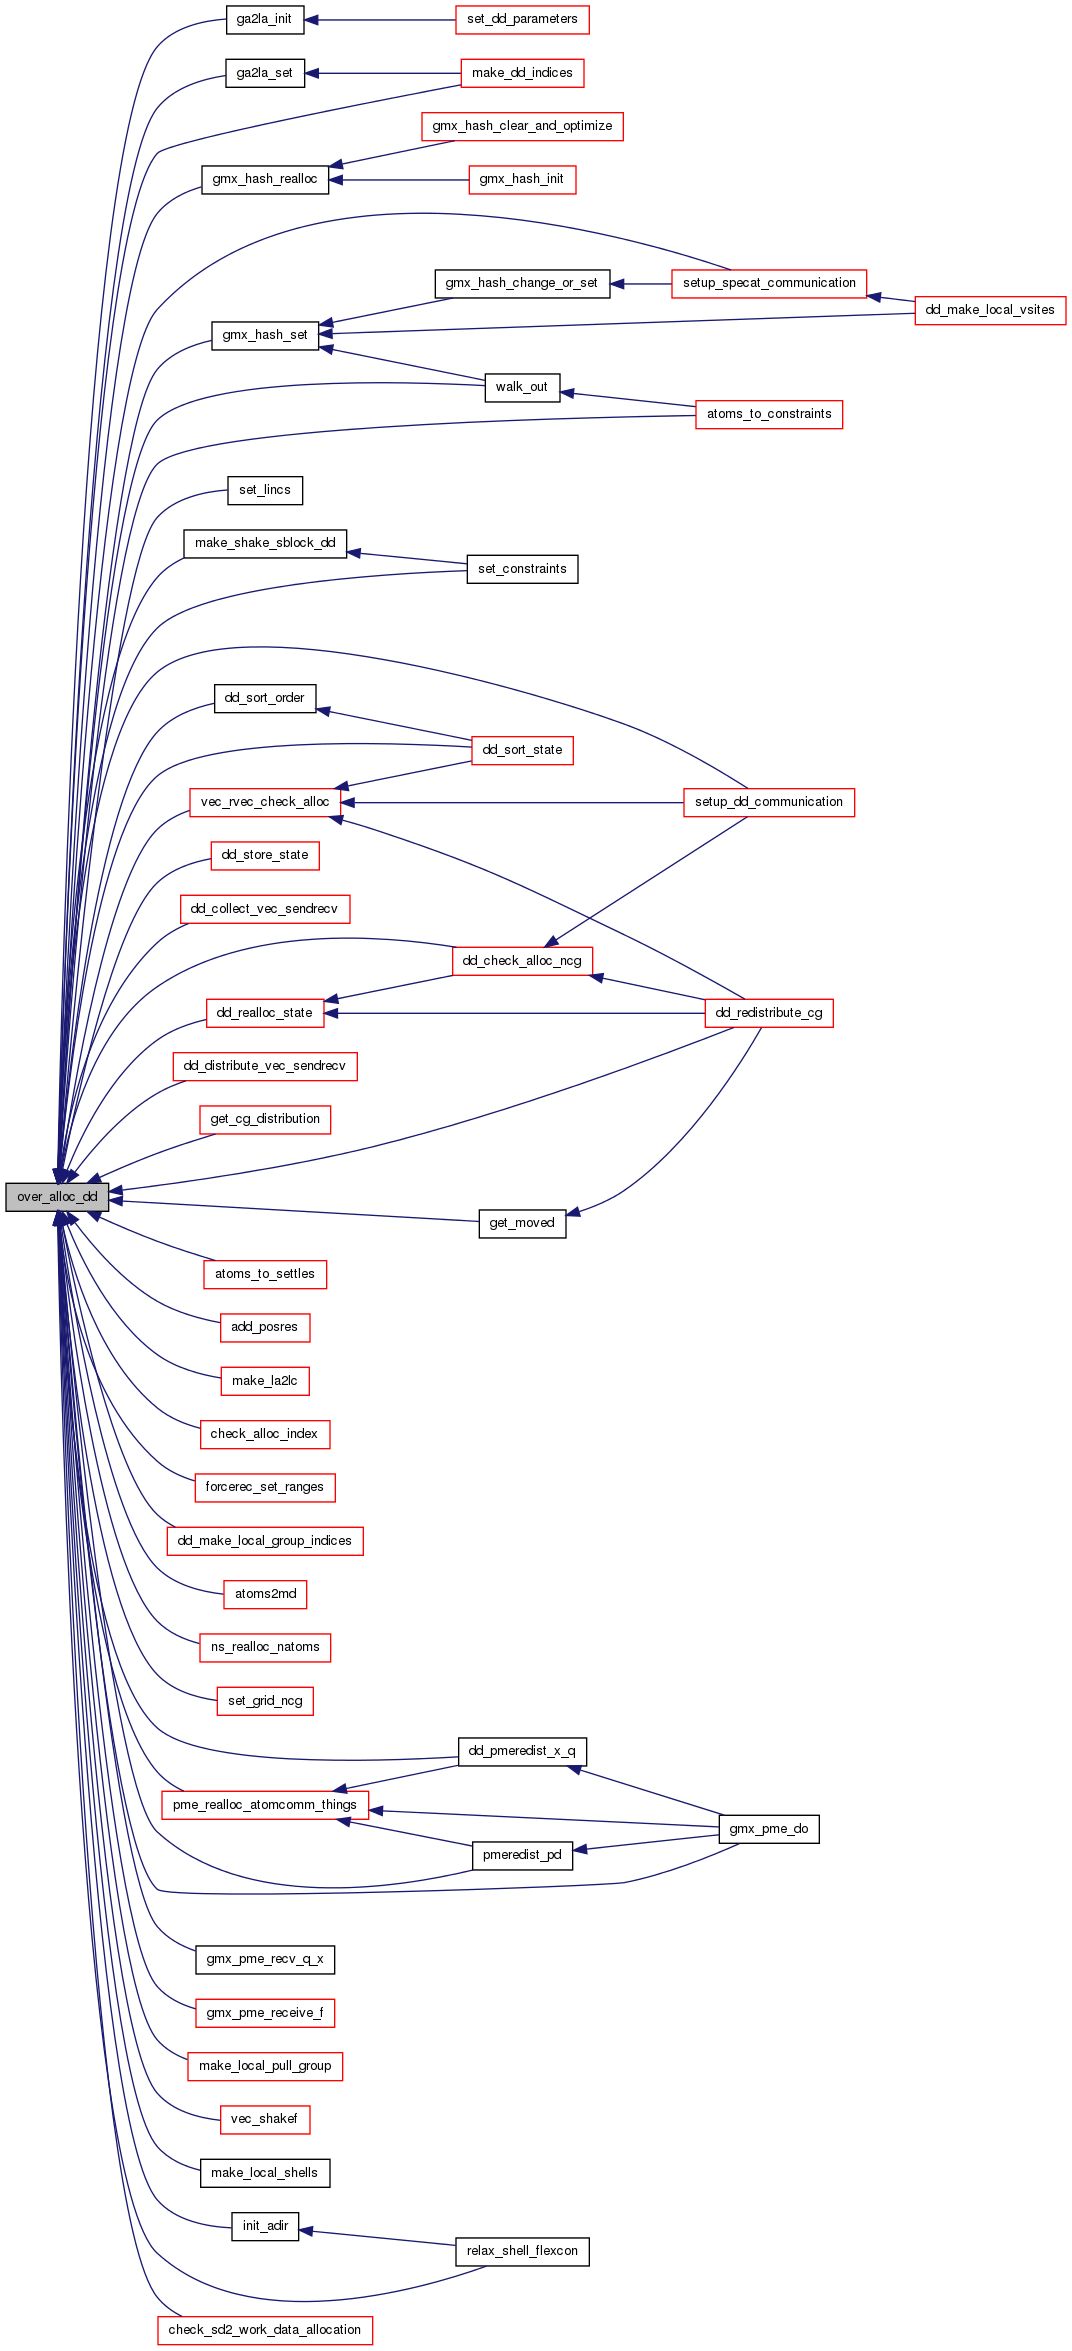 ga2la_init
set_dd_parameters
ga2la_set
make_dd_indices
gmx_hash_clear_and_optimize
gmx_hash_realloc
gmx_hash_init
gmx_hash_change_or_set
setup_specat_communication
dd_make_local_vsites
gmx_hash_set
walk_out
atoms_to_constraints
set_lincs
make_shake_sblock_dd
set_constraints
dd_sort_order
dd_sort_state
vec_rvec_check_alloc
setup_dd_communication
dd_store_state
dd_collect_vec_sendrecv
dd_check_alloc_ncg
dd_realloc_state
dd_redistribute_cg
dd_distribute_vec_sendrecv
get_cg_distribution
over_alloc_dd
get_moved
atoms_to_settles
add_posres
make_la2lc
check_alloc_index
forcerec_set_ranges
dd_make_local_group_indices
atoms2md
ns_realloc_natoms
set_grid_ncg
dd_pmeredist_x_q
pme_realloc_atomcomm_things
gmx_pme_do
pmeredist_pd
gmx_pme_recv_q_x
gmx_pme_receive_f
make_local_pull_group
vec_shakef
make_local_shells
init_adir
relax_shell_flexcon
check_sd2_work_data_allocation